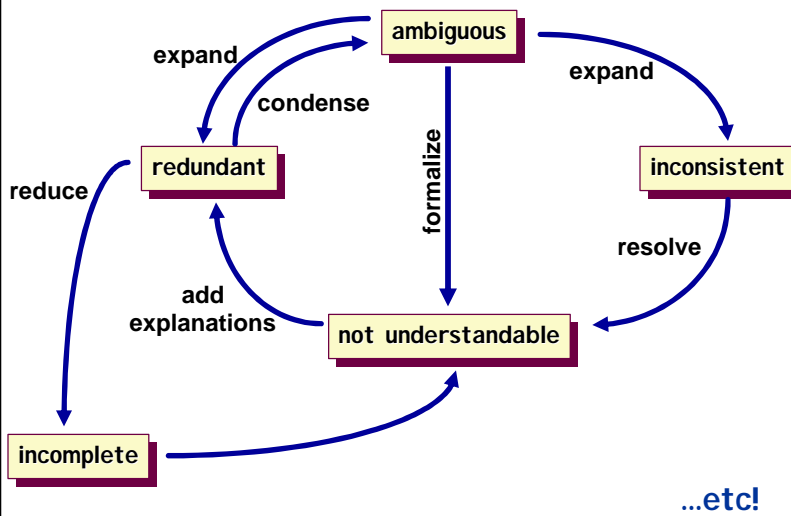 ambiguous
expand
expand
condense
redundant
inconsistent
reduce
formalize
resolve
add
explanations
not understandable
incomplete
...etc!